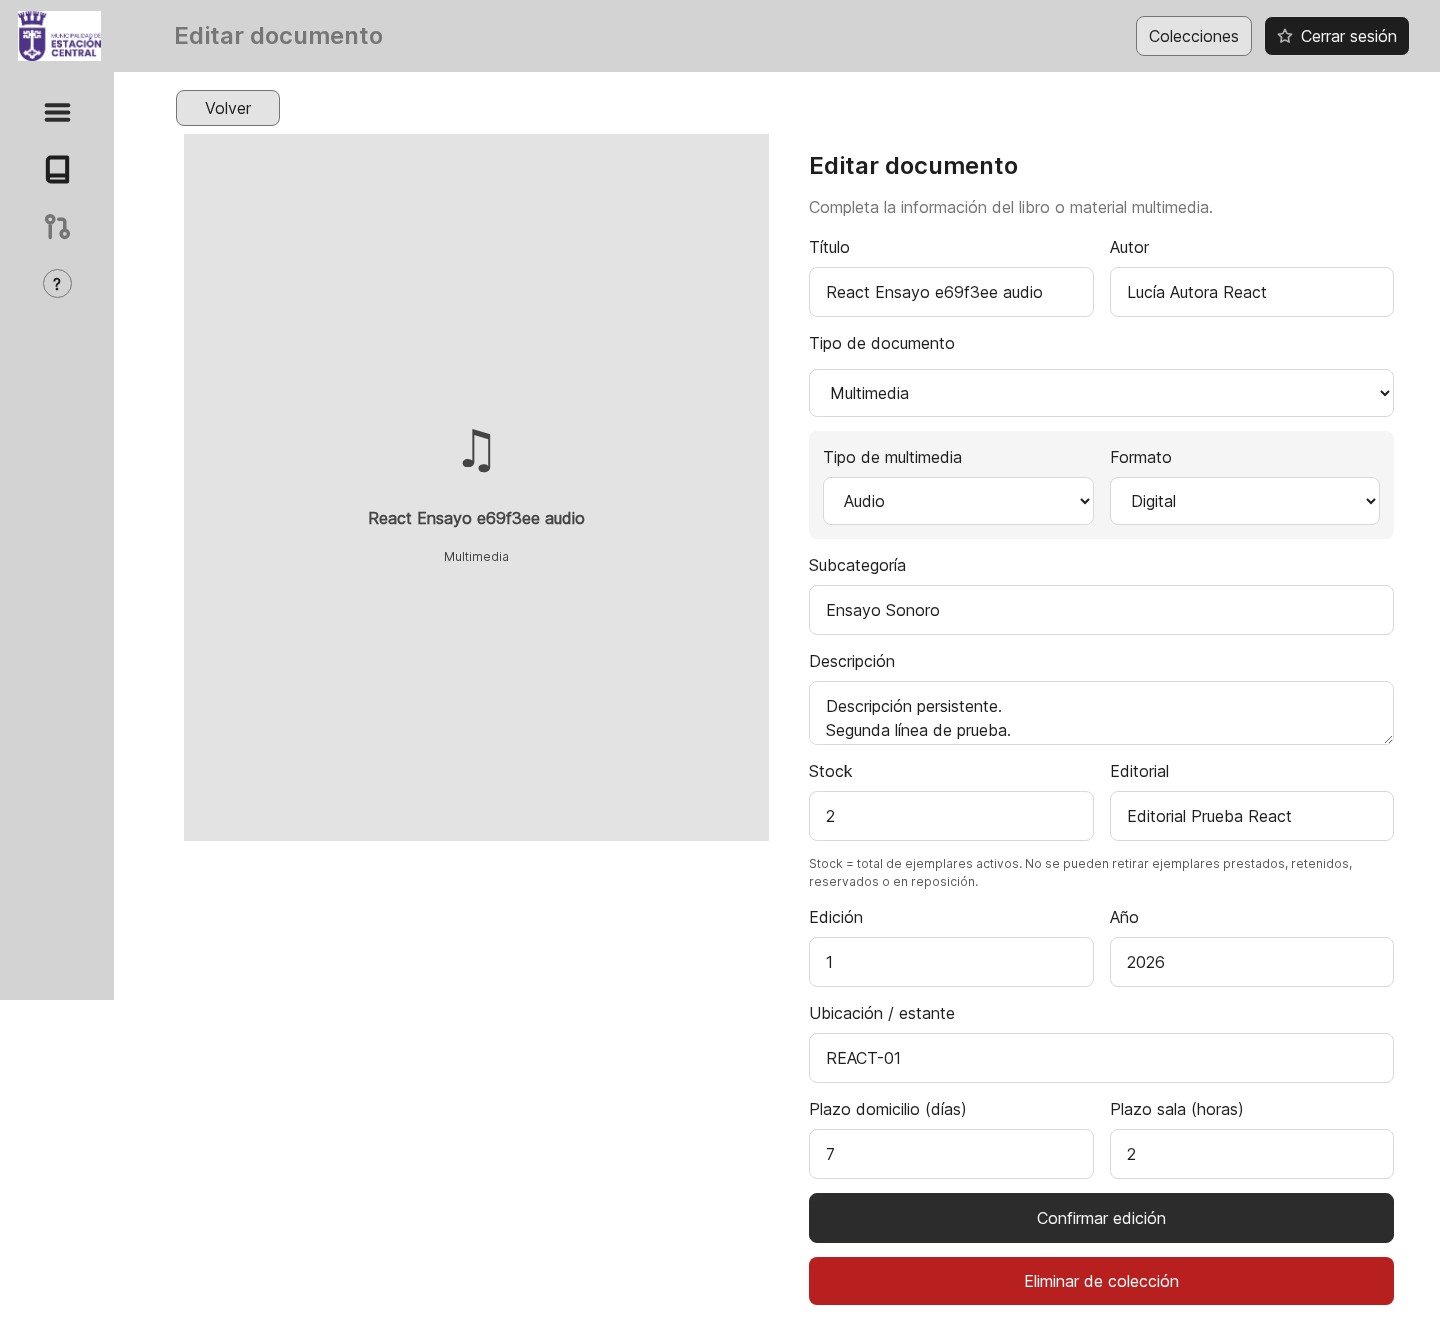 MUNICIPALIDAD DE
ESTACIÓN
CENTRAL
Editar documento
Colecciones
Cerrar sesión
?
Volver
React Ensayo e69f3ee audio
Multimedia
Editar documento
Completa la información del libro o material multimedia.
Título
Autor
React Ensayo e69f3ee audio
Lucía Autora React
Tipo de documento
Multimedia
Tipo de multimedia
Formato
Audio
Digital
Subcategoría
Ensayo Sonoro
Descripción
Descripción persistente.
Segunda línea de prueba.
Stock
Editorial
2
Editorial Prueba React
Stock = total de ejemplares activos. No se pueden retirar ejemplares prestados, retenidos,
reservados o en reposición.
Edición
Año
1
2026
Ubicación / estante
REACT-01
Plazo domicilio (días)
Plazo sala (horas)
7
2
Confirmar edición
Eliminar de colección